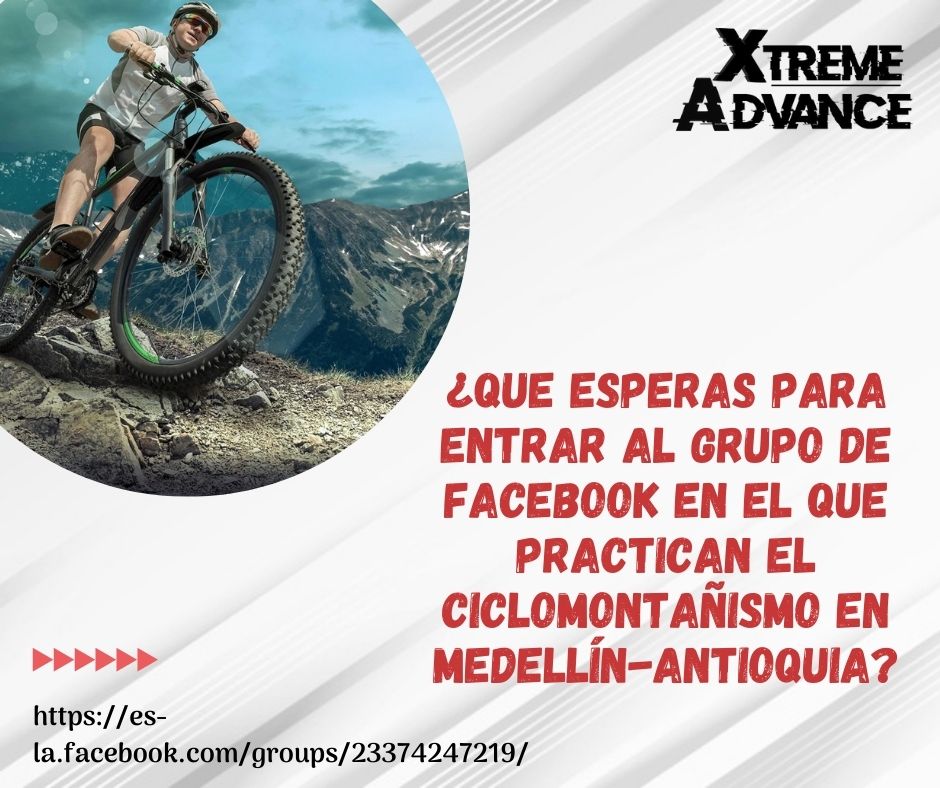 XTREME
ADVANCE
¿QUE ESPERAS PARA
ENTRAR AL GRUPO DE
FACEBOOK EN EL QUE
PRACTICAN EL
CICLOMONTAÑISMO EN
MEDELLÍN-ANTIOQUIA?
https://es-
la.facebook.com/groups/23374247219/